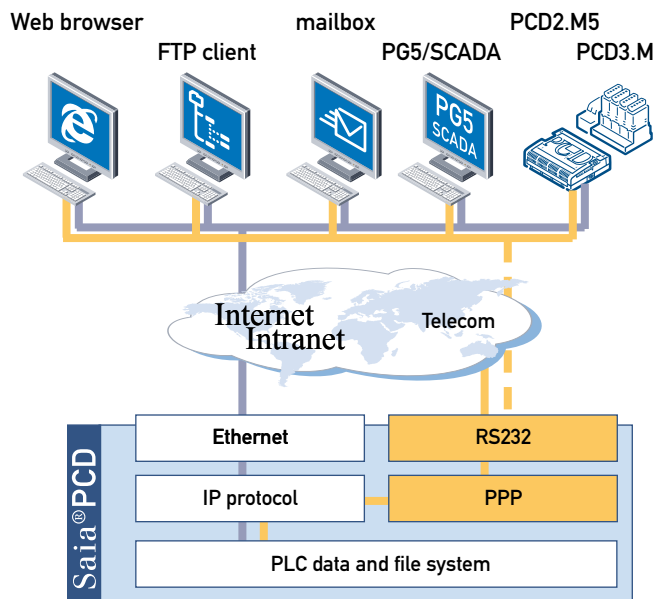 Web browser
mailbox
PCD2.M5
FTP client
PG5/SCADA
PCD3.M
PG5
SCADA
PCD
Internet
Intranet
Telecom
Ethernet
RS232
IP protocol
PPP
PLC data and file system
Saia®PCD